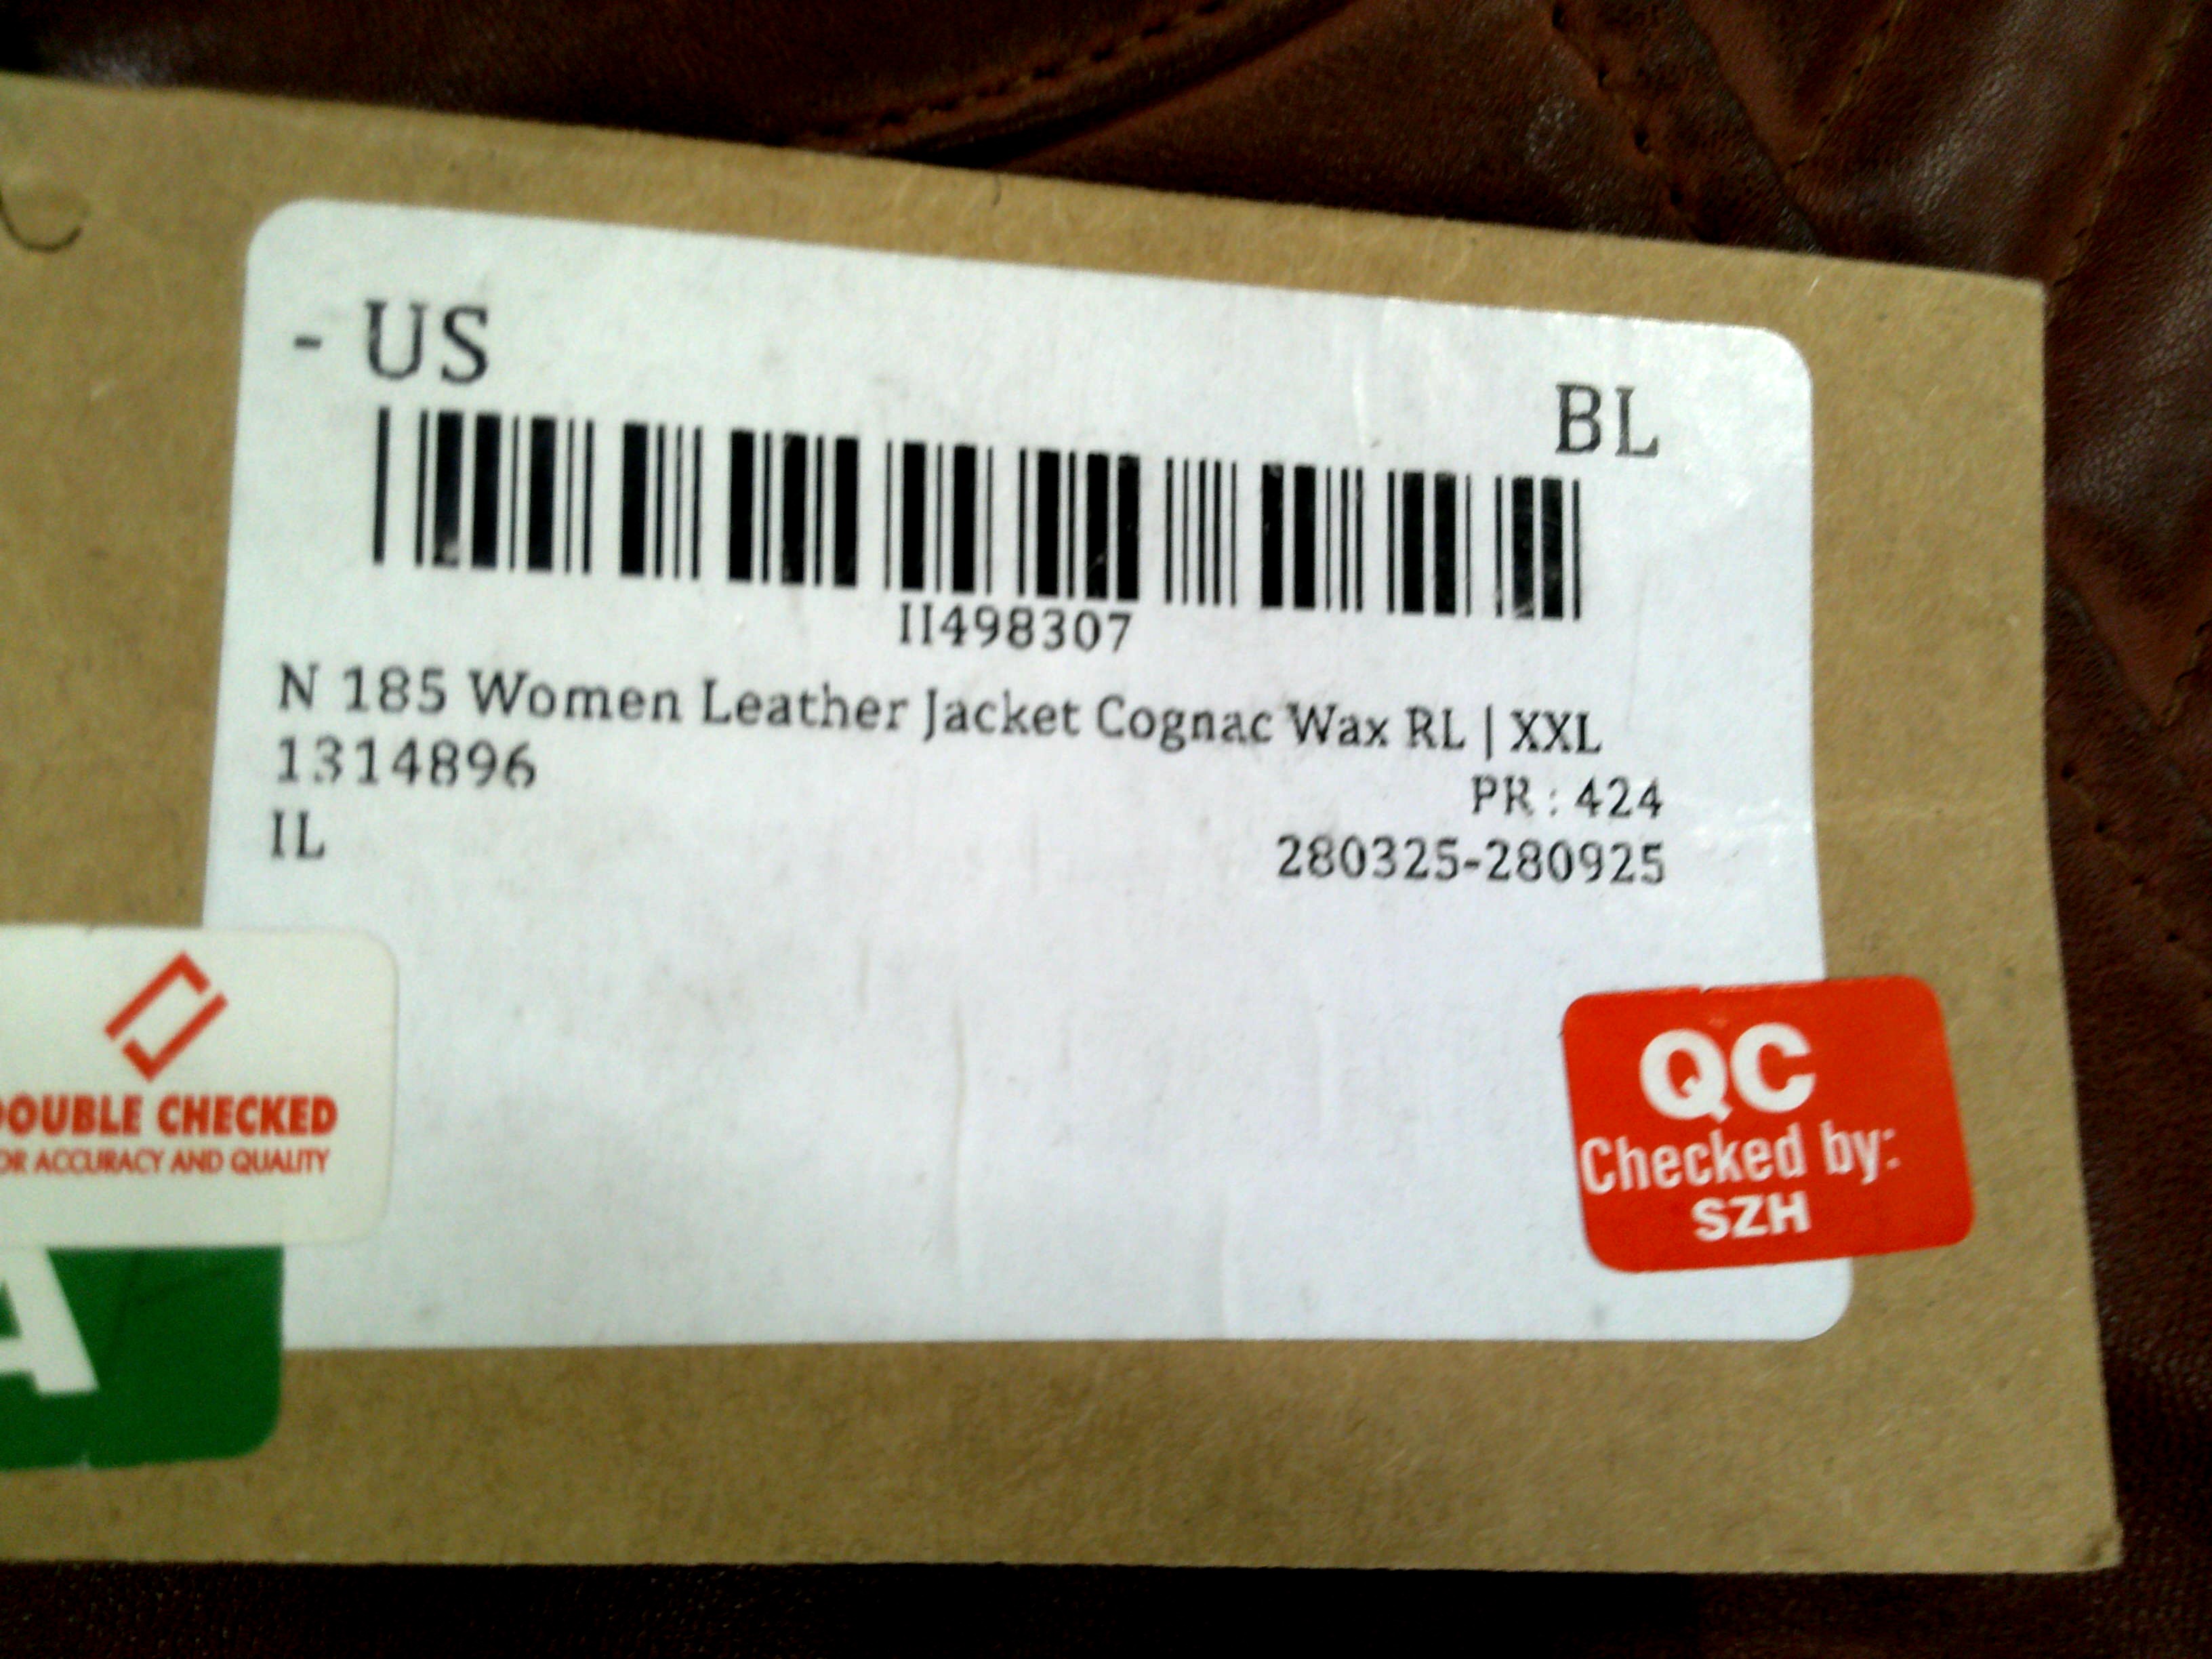 - US
BL
II498307
N 185 Women Leather Jacket Cognac Wax RL | XXL
1314896
PR : 424
IL
280325-280925
DOUBLE CHECKED
OR ACCURACY AND QUALITY
A
QC
Checked by:
SZH